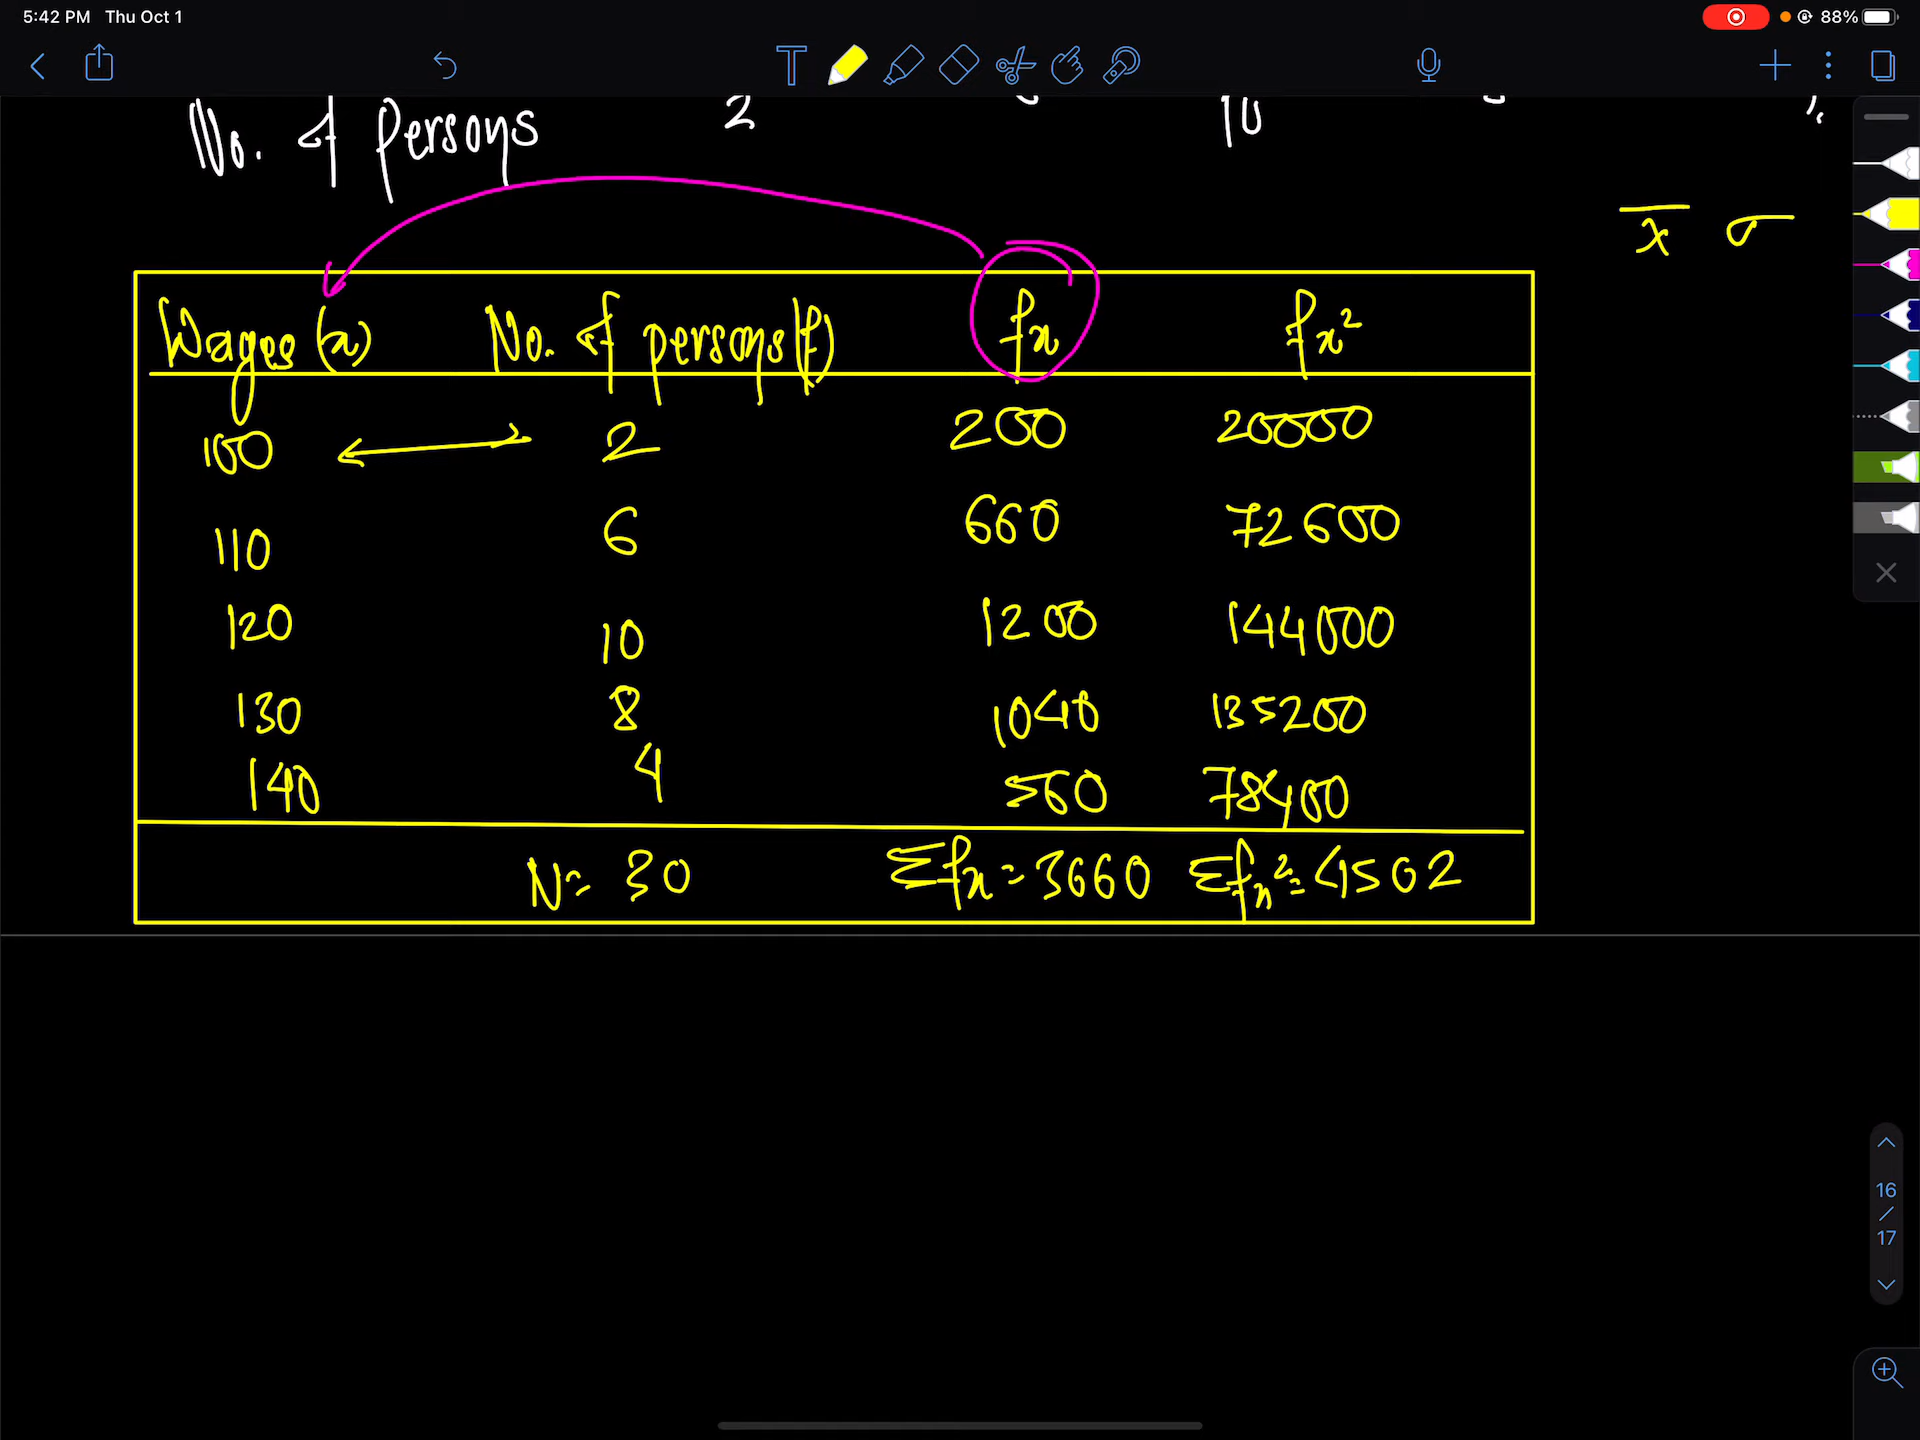 5:42 PM Thu Oct 1 88%
No. of Persons 2 10
x̄ σ
Wages (x) No. of persons (f) fx fx²
100 2 200 20000
110 6 660 72600
120 10 1200 144000
130 8 1040 135200
140 4 560 78400
N = 30 Σfx = 3660 Σfx² = 4502
16
/
17